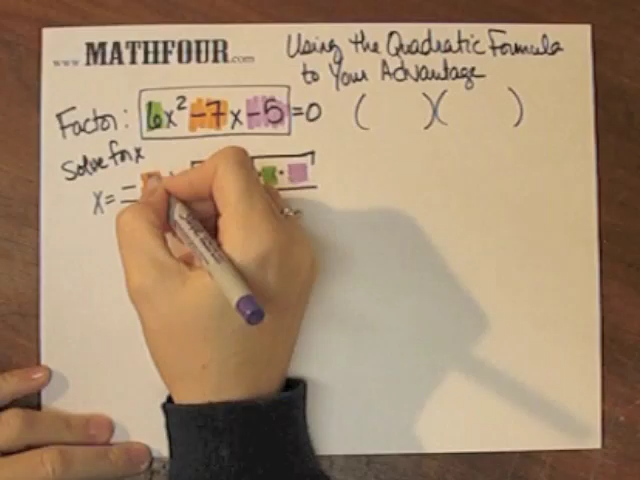 www.MATHFOUR.com
Using the Quadratic Formula
to Your Advantage
Factor: 6x² -7x -5 =0 (      )(      )
Solve for x
x= -